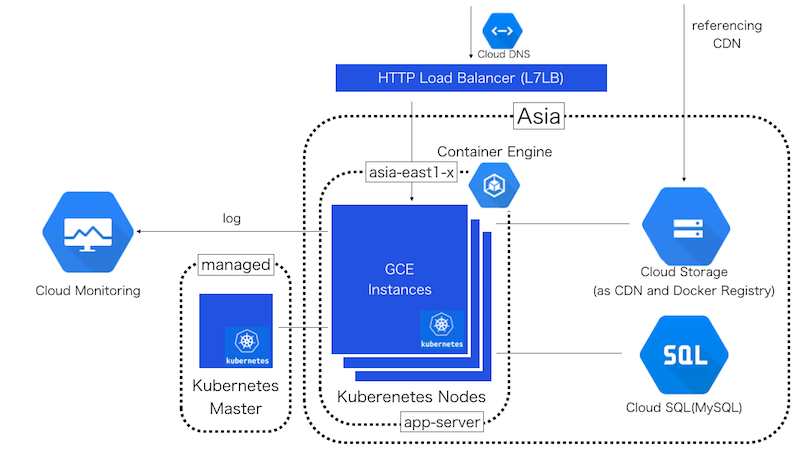 referencing
CDN
Cloud DNS
HTTP Load Balancer (L7LB)
Asia
Container Engine
asia-east1-x
log
GCE
Instances
kubernetes
Kuberenetes Nodes
app-server
Cloud Monitoring
managed
kubernetes
Kubernetes
Master
Cloud Storage
(as CDN and Docker Registry)
SQL
Cloud SQL(MySQL)